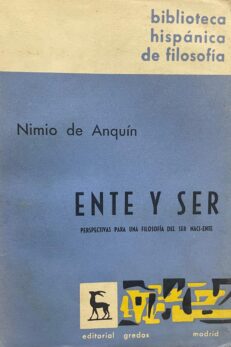 biblioteca
hispánica
de filosofía
Nimio de Anquín
ENTE Y SER
PERSPECTIVAS PARA UNA FILOSOFÍA DEL SER NACI-ENTE
editorial gredos madrid